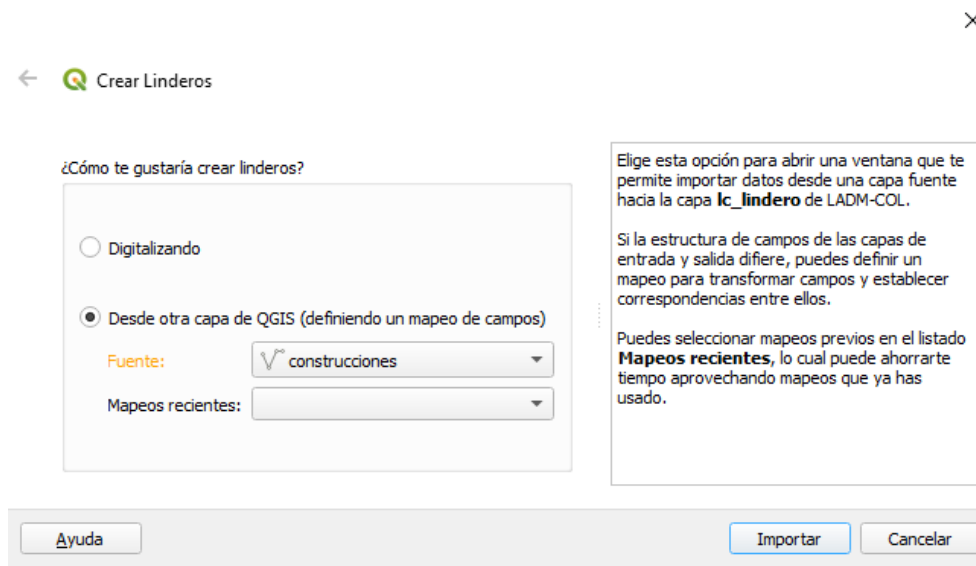 Crear Linderos
¿Cómo te gustaría crear linderos?
Digitalizando
Desde otra capa de QGIS (definiendo un mapeo de campos)
Fuente: construcciones
Mapeos recientes:
Elige esta opción para abrir una ventana que te
permite importar datos desde una capa fuente
hacia la capa lc_lindero de LADM-COL.
Si la estructura de campos de las capas de
entrada y salida difiere, puedes definir un
mapeo para transformar campos y establecer
correspondencias entre ellos.
Puedes seleccionar mapeos previos en el listado
Mapeos recientes, lo cual puede ahorrarte
tiempo aprovechando mapeos que ya has
usado.
Ayuda
Importar
Cancelar